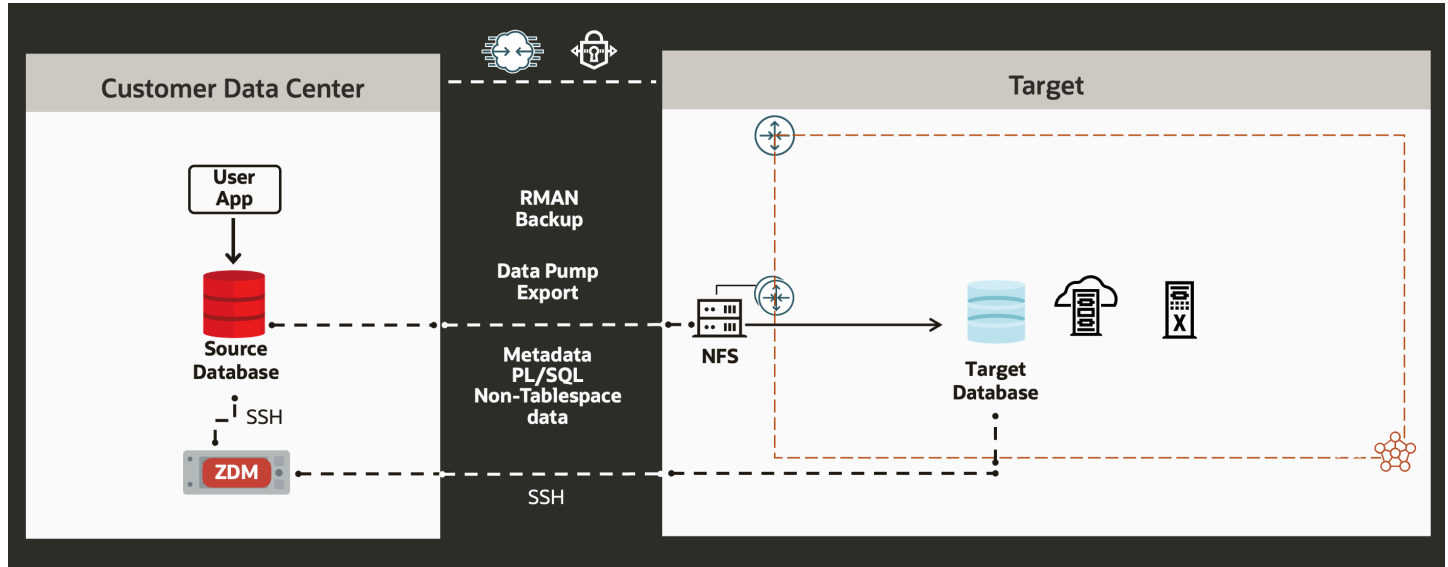 Customer Data Center
Target
User
App
RMAN
Backup
Data Pump
Export
Source
Database
Metadata
PL/SQL
Non-Tablespace
data
NFS
Target
Database
X
SSH
ZDM
SSH